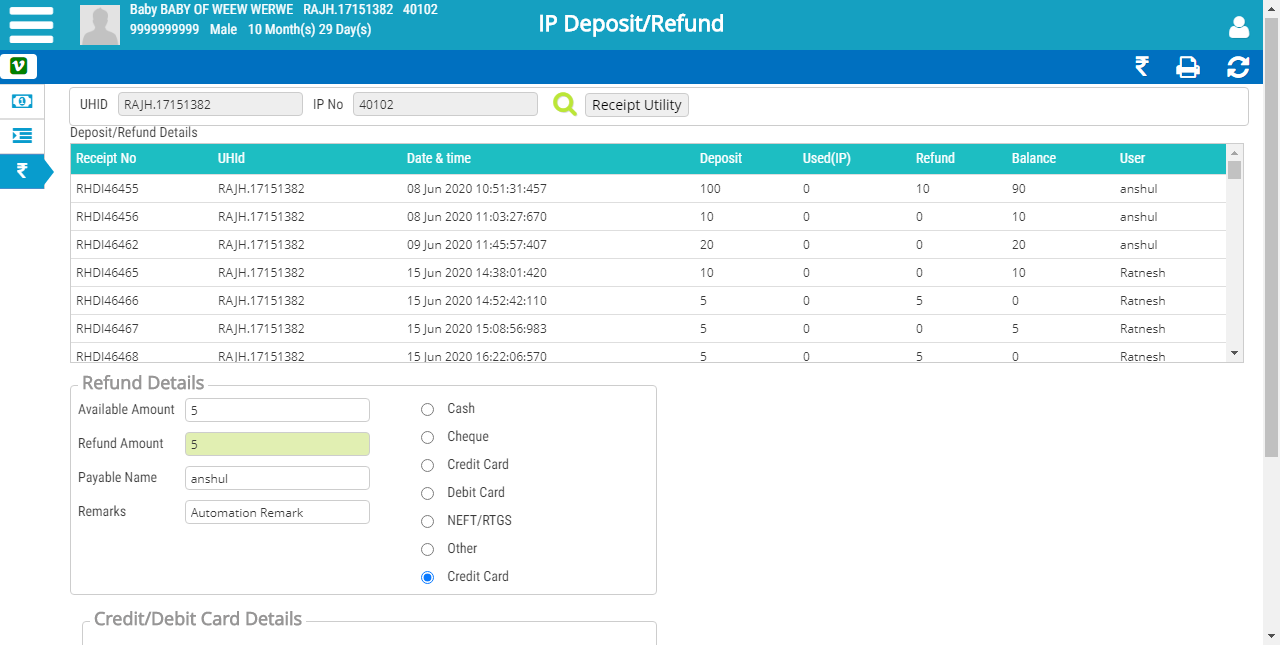 Baby BABY OF WEEW WERWE RAJH.17151382 40102
9999999999 Male 10 Month(s) 29 Day(s)
IP Deposit/Refund
UHID RAJH.17151382 IP No 40102 Receipt Utility
Deposit/Refund Details
Receipt No UHId Date & time Deposit Used(IP) Refund Balance User
RHDI46455 RAJH.17151382 08 Jun 2020 10:51:31:457 100 0 10 90 anshul
RHDI46456 RAJH.17151382 08 Jun 2020 11:03:27:670 10 0 0 10 anshul
RHDI46462 RAJH.17151382 09 Jun 2020 11:45:57:407 20 0 0 20 anshul
RHDI46465 RAJH.17151382 15 Jun 2020 14:38:01:420 10 0 0 10 Ratnesh
RHDI46466 RAJH.17151382 15 Jun 2020 14:52:42:110 5 0 5 0 Ratnesh
RHDI46467 RAJH.17151382 15 Jun 2020 15:08:56:983 5 0 0 5 Ratnesh
RHDI46468 RAJH.17151382 15 Jun 2020 16:22:06:570 5 0 5 0 Ratnesh
Refund Details
Available Amount 5
Refund Amount 5
Payable Name anshul
Remarks Automation Remark
Cash
Cheque
Credit Card
Debit Card
NEFT/RTGS
Other
Credit Card
Credit/Debit Card Details